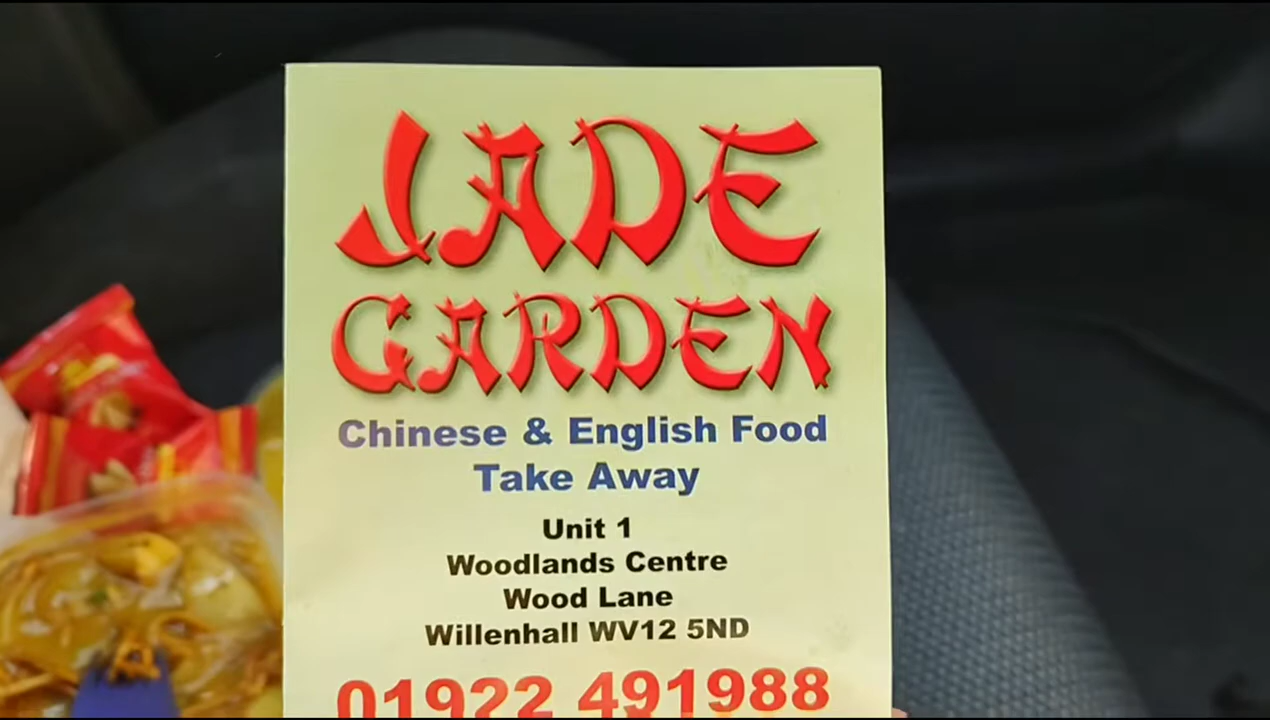 JADE
GARDEN
Chinese & English Food
Take Away
Unit 1
Woodlands Centre
Wood Lane
Willenhall WV12 5ND
01922 491988